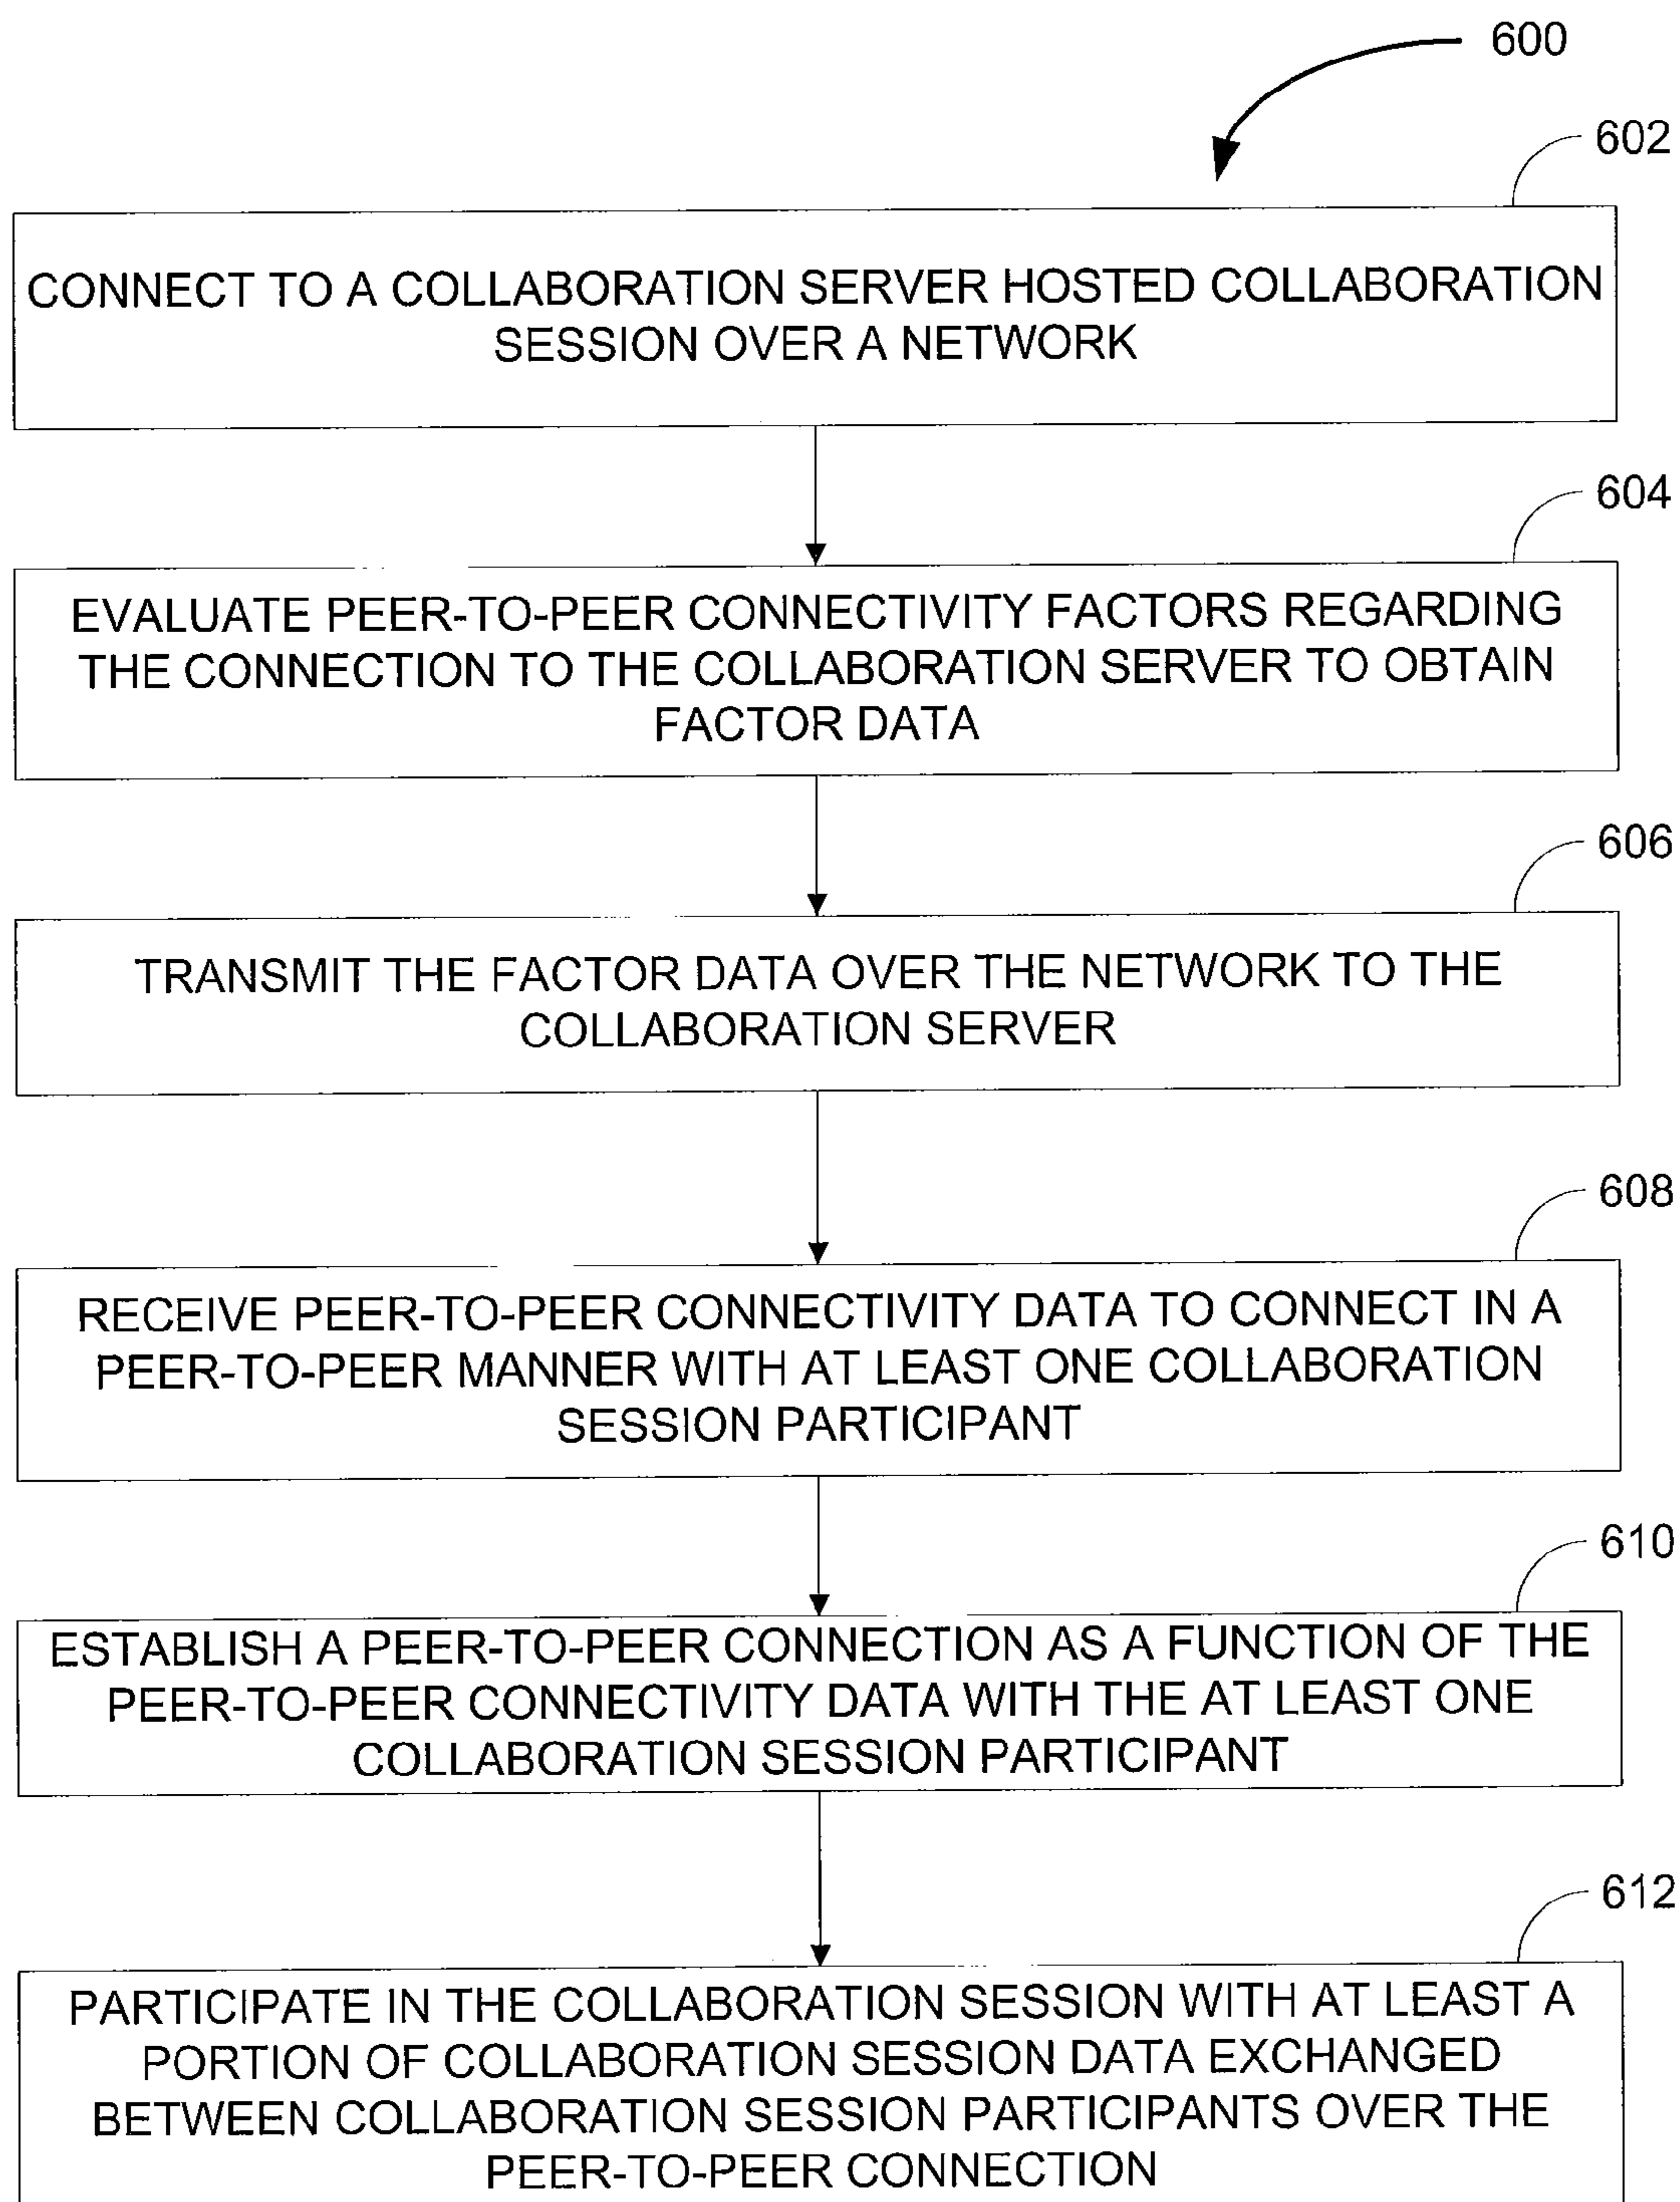 600
602
CONNECT TO A COLLABORATION SERVER HOSTED COLLABORATION
SESSION OVER A NETWORK
604
EVALUATE PEER-TO-PEER CONNECTIVITY FACTORS REGARDING
THE CONNECTION TO THE COLLABORATION SERVER TO OBTAIN
FACTOR DATA
606
TRANSMIT THE FACTOR DATA OVER THE NETWORK TO THE
COLLABORATION SERVER
608
RECEIVE PEER-TO-PEER CONNECTIVITY DATA TO CONNECT IN A
PEER-TO-PEER MANNER WITH AT LEAST ONE COLLABORATION
SESSION PARTICIPANT
610
ESTABLISH A PEER-TO-PEER CONNECTION AS A FUNCTION OF THE
PEER-TO-PEER CONNECTIVITY DATA WITH THE AT LEAST ONE
COLLABORATION SESSION PARTICIPANT
612
PARTICIPATE IN THE COLLABORATION SESSION WITH AT LEAST A
PORTION OF COLLABORATION SESSION DATA EXCHANGED
BETWEEN COLLABORATION SESSION PARTICIPANTS OVER THE
PEER-TO-PEER CONNECTION